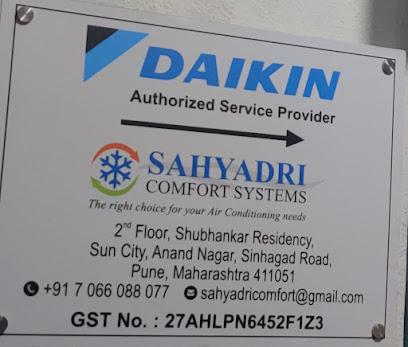 DAIKIN
Authorized Service Provider
SAHYADRI
COMFORT SYSTEMS
The right choice for your Air Conditioning needs
2nd Floor, Shubhankar Residency,
Sun City, Anand Nagar, Sinhagad Road,
Pune, Maharashtra 411051
+91 7 066 088 077 sahyadricomfort@gmail.com
GST No. : 27AHLPN6452F1Z3